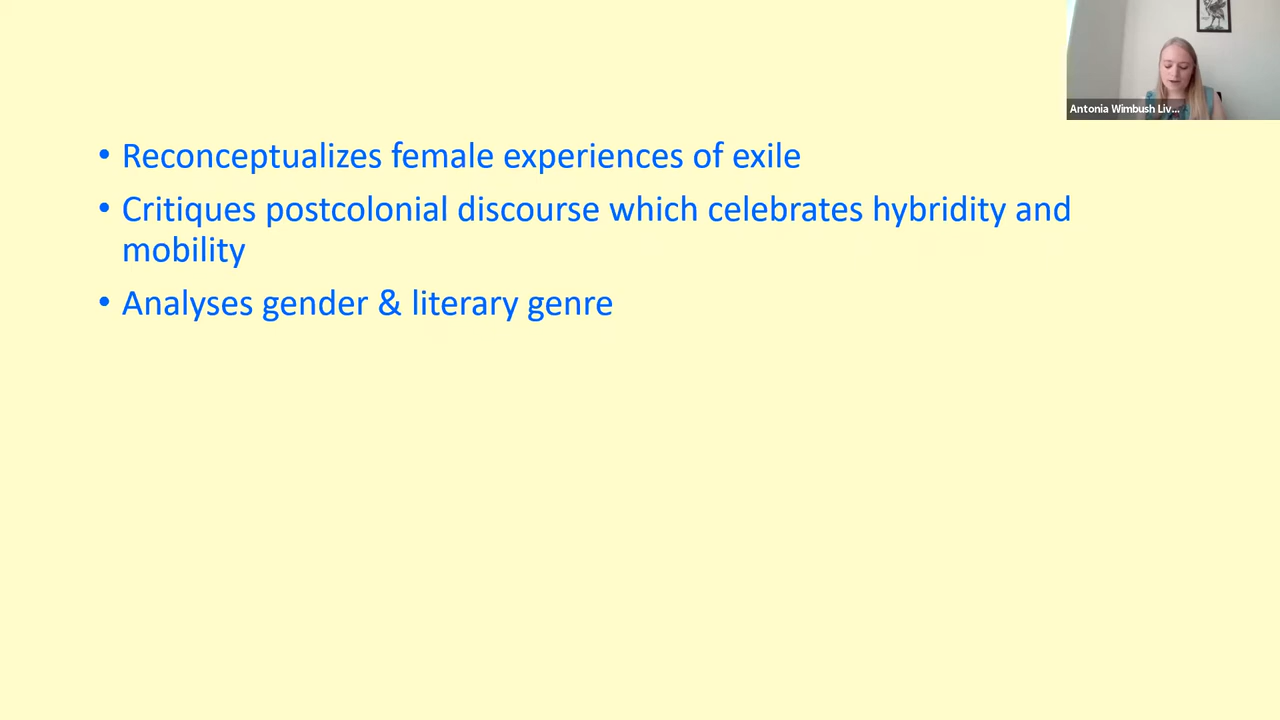 Antonia Wimbush Liv...
• Reconceptualizes female experiences of exile
• Critiques postcolonial discourse which celebrates hybridity and
mobility
• Analyses gender & literary genre